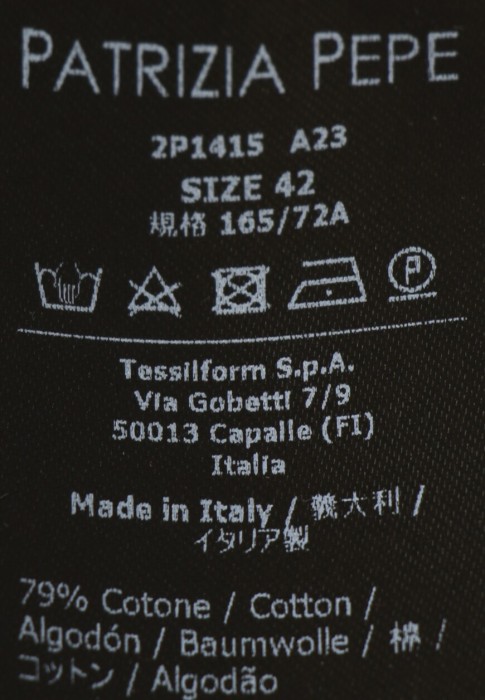 PATRIZIA PEPE
2P1415 A23
SIZE 42
規格 165/72A
P
Tessilform S.p.A.
Via Gobetti 7/9
50013 Capalle (FI)
Italia
Made in Italy / 義大利 /
イタリア製
79% Cotone / Cotton /
Algodón / Baumwolle / 棉 /
コットン / Algodão